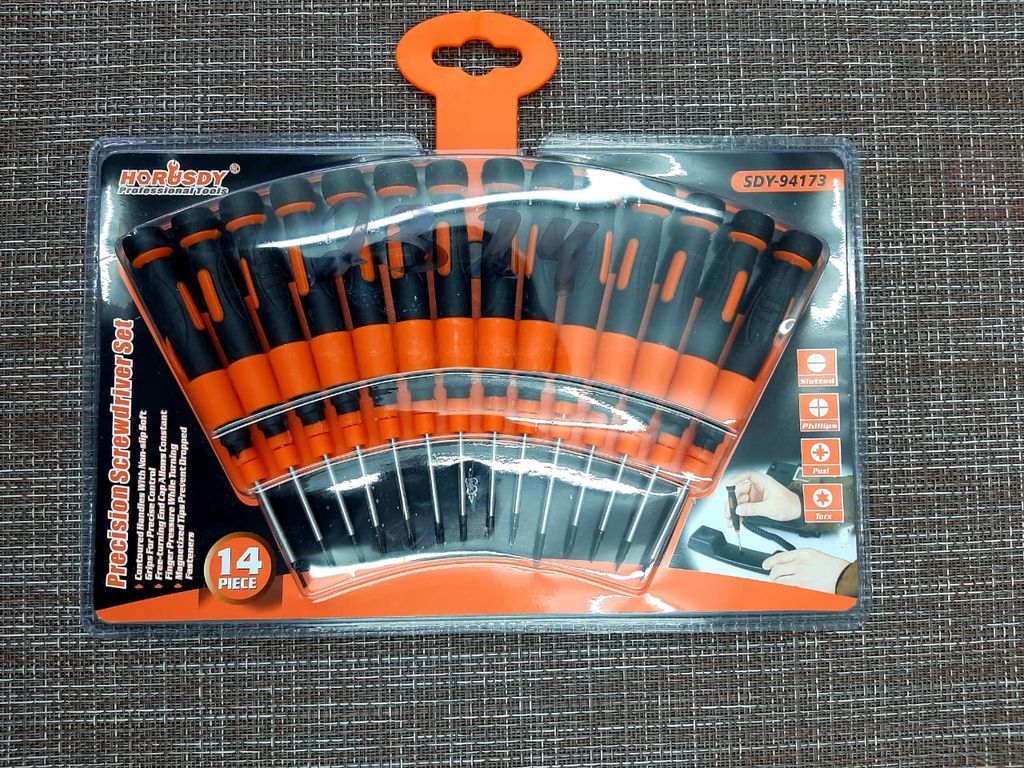 HORUSDY®
Professional Tools
SDY-94173
Precision Screwdriver Set
Contoured Handles With Non-slip Soft
Grips For Precise Control
Free-turning End Cap Allows Constant
Finger Pressure While Turning
Magnetized Tips Prevent Dropped
Fasteners
14
PIECE
Slotted
Phillips
Pozi
Torx